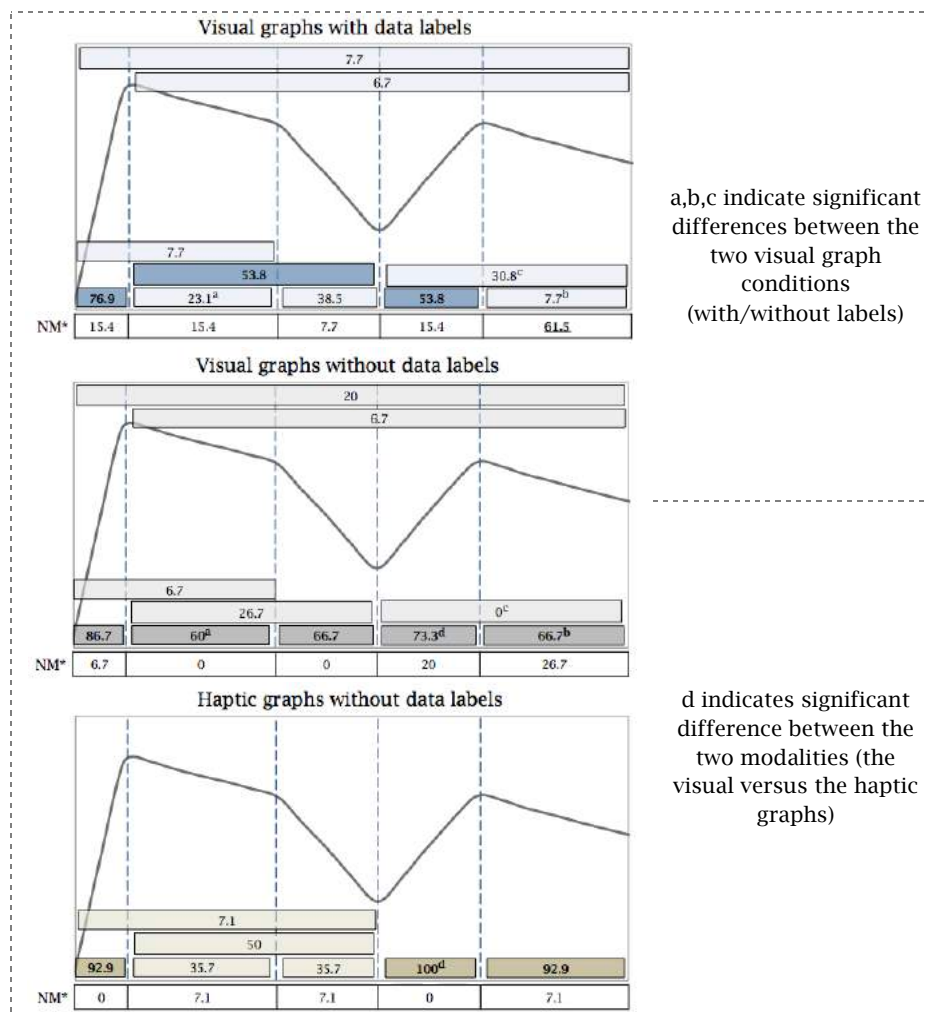 Visual graphs with data labels
7.7
6.7
7.7
53.8
30.8c
76.9 23.1a 38.5 53.8 7.7b
NM* 15.4 15.4 7.7 15.4 61.5
a,b,c indicate significant
differences between the
two visual graph
conditions
(with/without labels)
Visual graphs without data labels
20
6.7
6.7
26.7
0c
86.7 60a 66.7 73.3d 66.7b
NM* 6.7 0 0 20 26.7
Haptic graphs without data labels
7.1
50
92.9 35.7 35.7 100d 92.9
NM* 0 7.1 7.1 0 7.1
d indicates significant
difference between the
two modalities (the
visual versus the haptic
graphs)